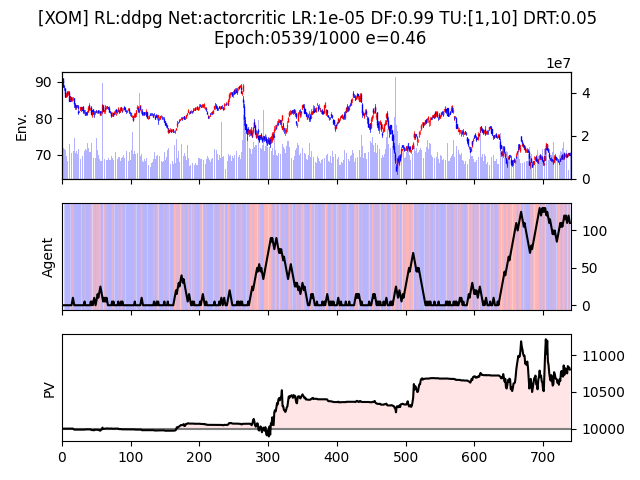 [XOM] RL:ddpg Net:actorcritic LR:1e-05 DF:0.99 TU:[1,10] DRT:0.05
Epoch:0539/1000 e=0.46
1e7
90
80
70
Env.
4
2
0
Agent
100
50
0
PV
11000
10500
10000
0 100 200 300 400 500 600 700